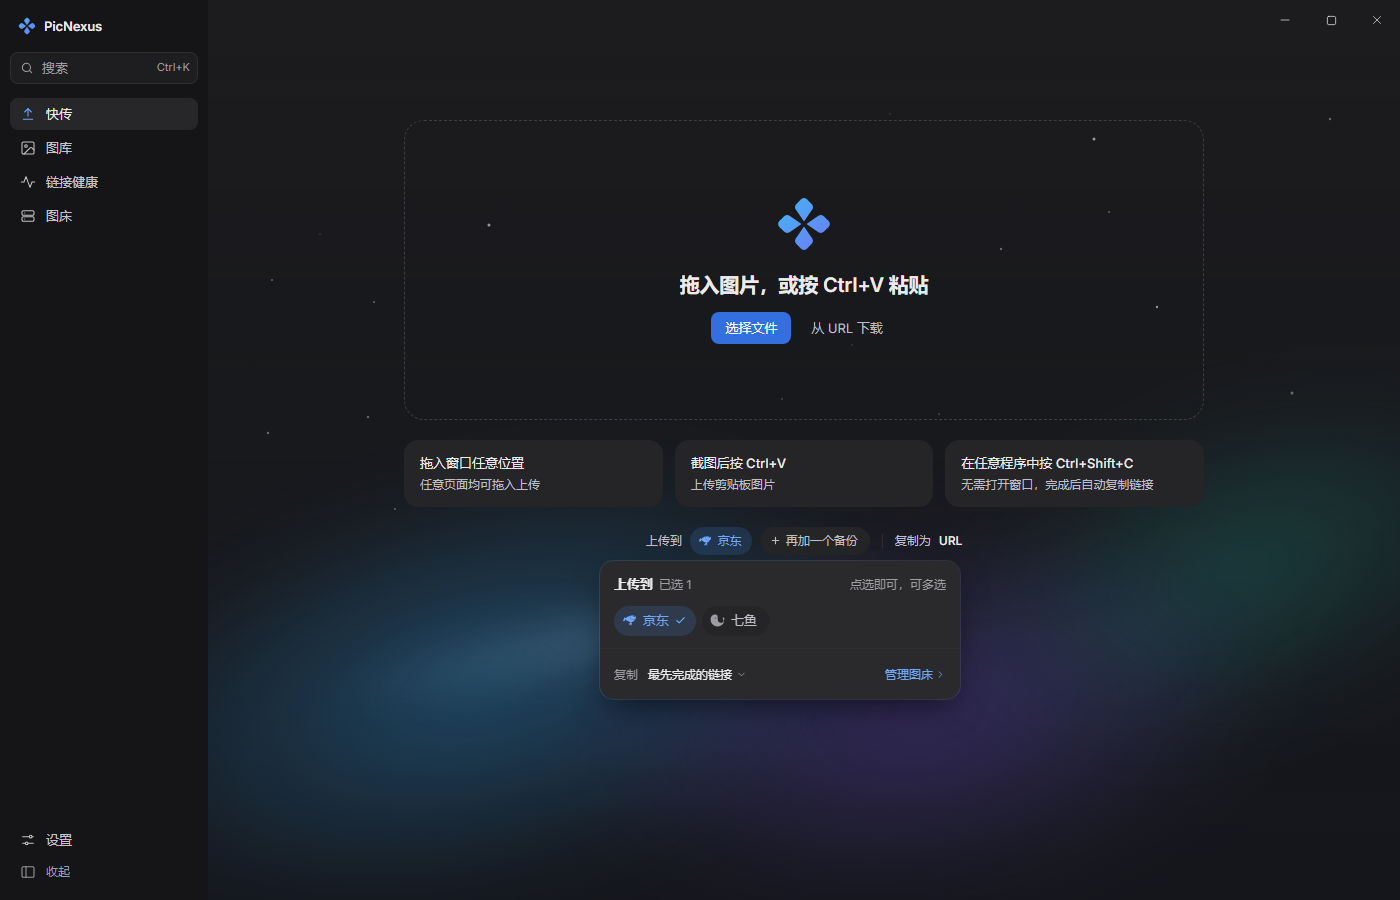 PicNexus
搜索 Ctrl+K
快传
图库
链接健康
图床
拖入图片，或按 Ctrl+V 粘贴
选择文件 从 URL 下载
拖入窗口任意位置
任意页面均可拖入上传
截图后按 Ctrl+V
上传剪贴板图片
在任意程序中按 Ctrl+Shift+C
无需打开窗口，完成后自动复制链接
上传到 京东 + 再加一个备份 复制为 URL
上传到 已选 1 点选即可，可多选
京东 七鱼
复制 最先完成的链接 管理图床
设置
收起